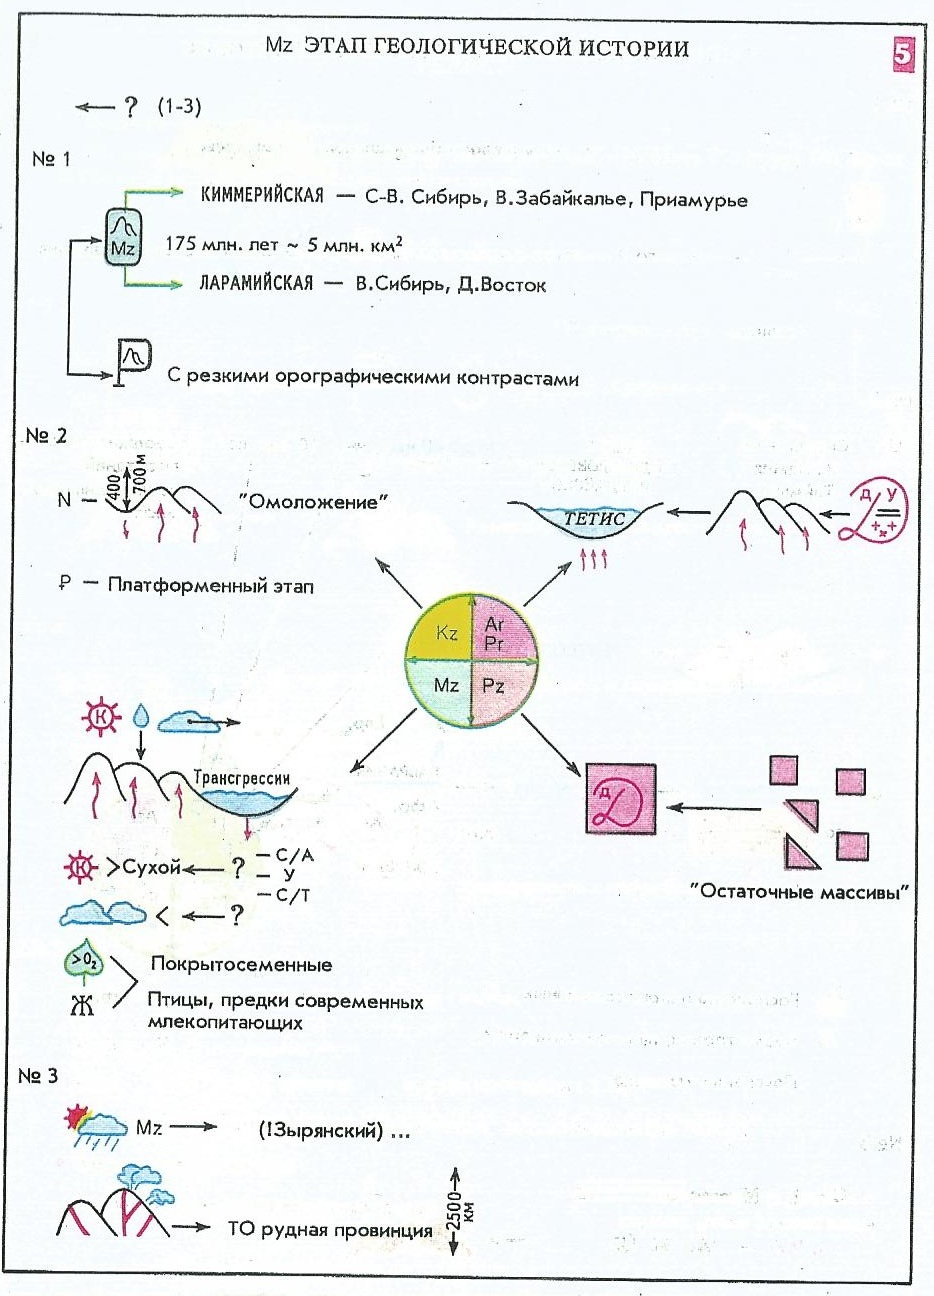 Mz ЭТАП ГЕОЛОГИЧЕСКОЙ ИСТОРИИ
5
? (1-3)
№ 1
КИММЕРИЙСКАЯ — С-В. Сибирь, В.Забайкалье, Приамурье
Mz
175 млн. лет ~ 5 млн. км²
ЛАРАМИЙСКАЯ — В.Сибирь, Д.Восток
С резкими орографическими контрастами
№ 2
N —
400
700 м
"Омоложение"
ТЕТИС
Д У
₽ — Платформенный этап
Kz
Ar
Pr
Mz
Pz
К
Трансгрессии
Д
К >Сухой ?
— С/А
— У
— С/Т
< ?
"Остаточные массивы"
>O₂
Ж
Покрытосеменные
Птицы, предки современных
млекопитающих
№ 3
Mz (!Зырянский) ...
ТО рудная провинция
2500
км